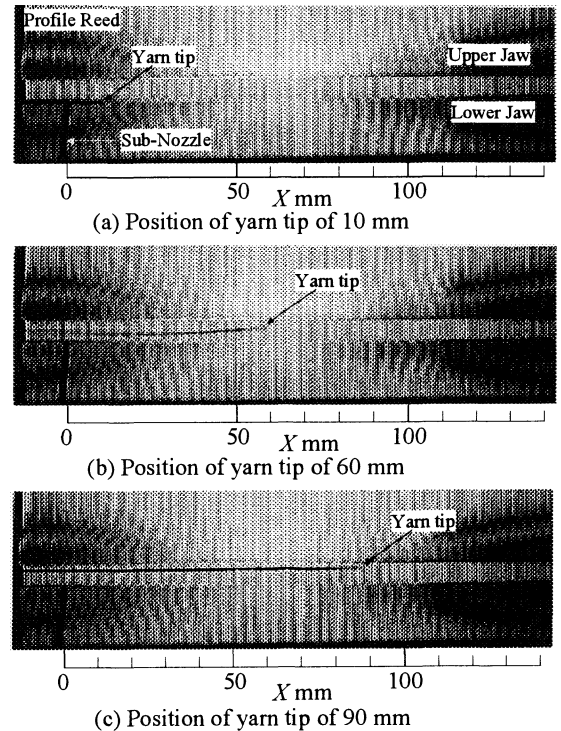 Profile Reed
Yarn tip
Upper Jaw
Lower Jaw
Sub-Nozzle
0 50 100
X mm
(a) Position of yarn tip of 10 mm
Yarn tip
0 50 100
X mm
(b) Position of yarn tip of 60 mm
Yarn tip
0 50 100
X mm
(c) Position of yarn tip of 90 mm